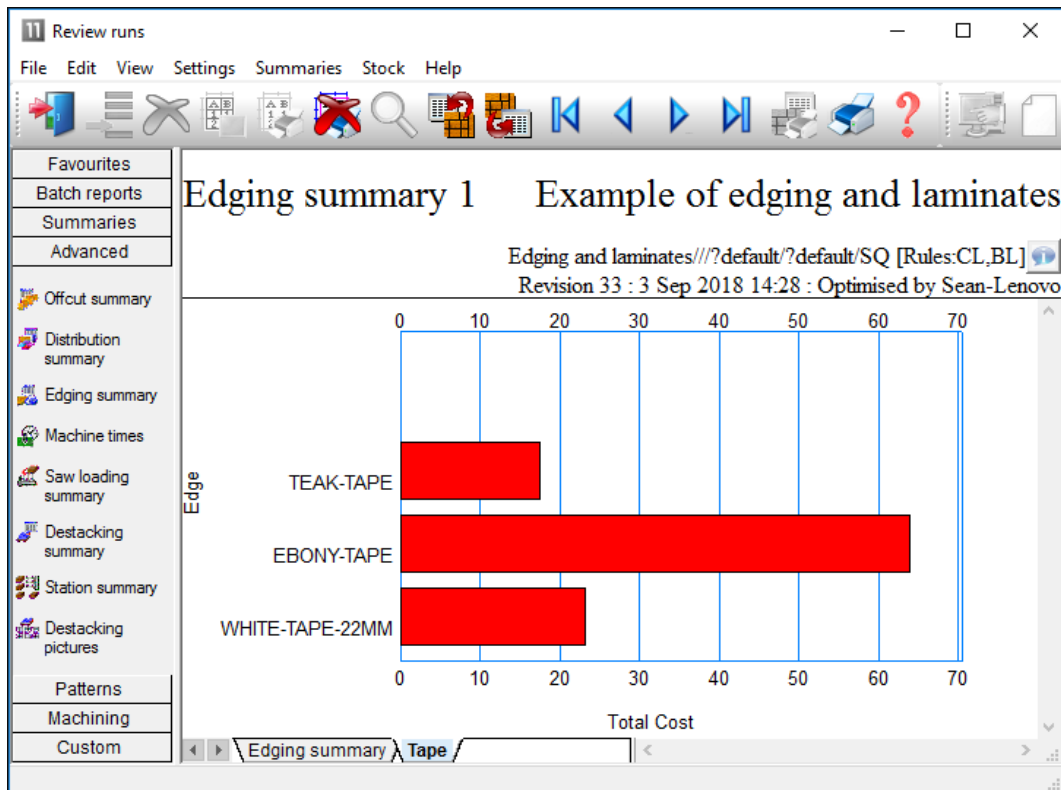 11 Review runs
File Edit View Settings Summaries Stock Help
Favourites
Batch reports
Summaries
Advanced
Offcut summary
Distribution
summary
Edging summary
Machine times
Saw loading
summary
Destacking
summary
Station summary
Destacking
pictures
Patterns
Machining
Custom
Edging summary 1 Example of edging and laminates
Edging and laminates///?default/?default/SQ [Rules:CL,BL]
Revision 33 : 3 Sep 2018 14:28 : Optimised by Sean-Lenovo
0 10 20 30 40 50 60 70
Edge
TEAK-TAPE
EBONY-TAPE
WHITE-TAPE-22MM
0 10 20 30 40 50 60 70
Total Cost
Edging summary Tape